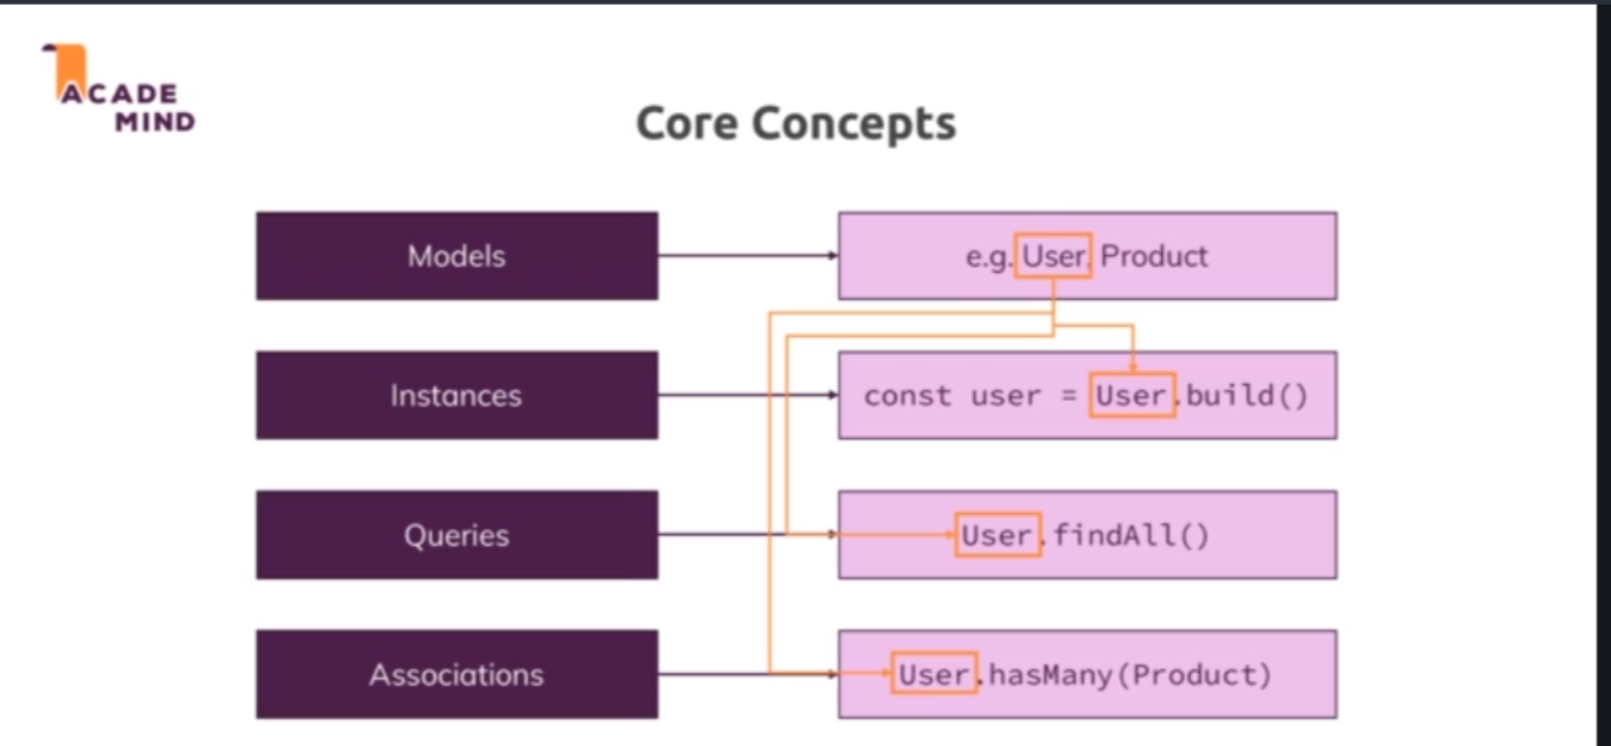 ACADE
MIND
Core Concepts
Models
e.g. User, Product
Instances
const user = User.build()
Queries
User.findAll()
Associations
User.hasMany(Product)